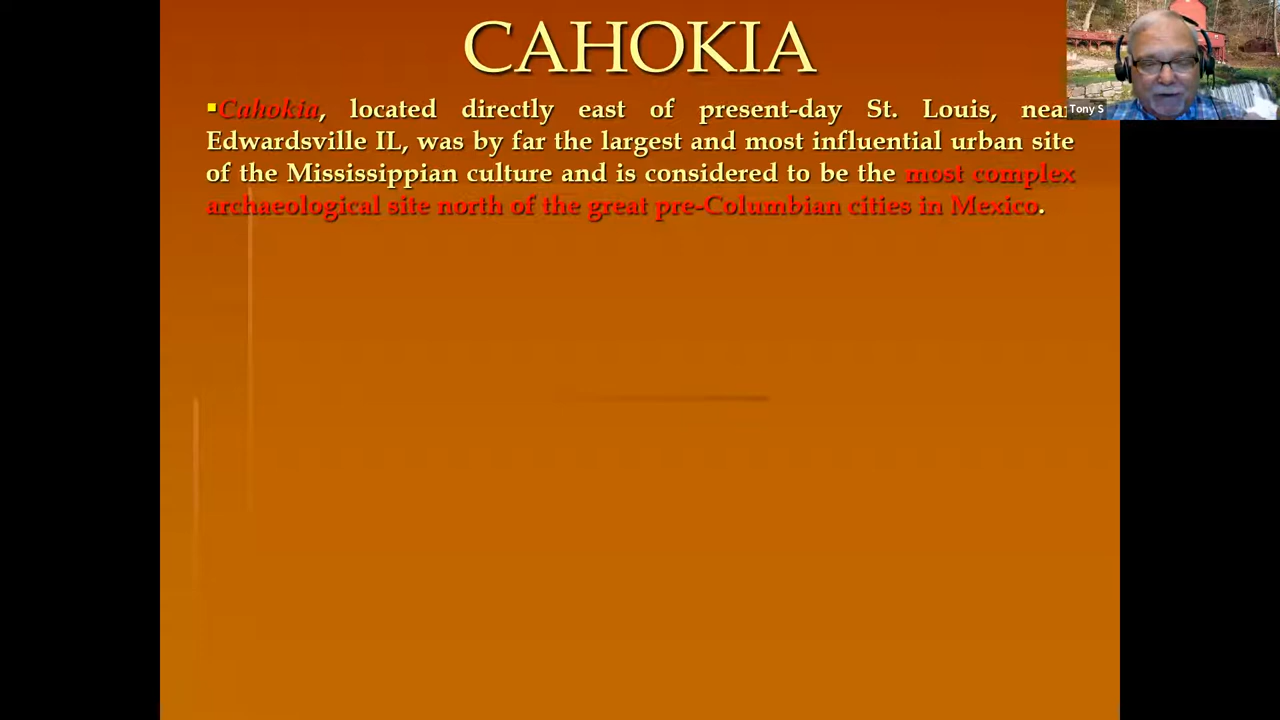 CAHOKIA
▪Cahokia, located directly east of present-day St. Louis, near
Edwardsville IL, was by far the largest and most influential urban site
of the Mississippian culture and is considered to be the most complex
archaeological site north of the great pre-Columbian cities in Mexico.
Tony S